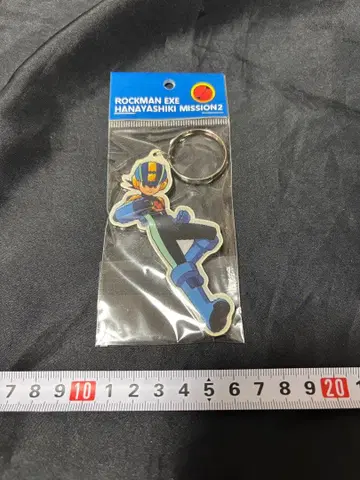 ROCKMAN EXE
HANAYASHIKI MISSION2
7 8 9 10 1 2 3 4 5 6 7 8 9 20 1